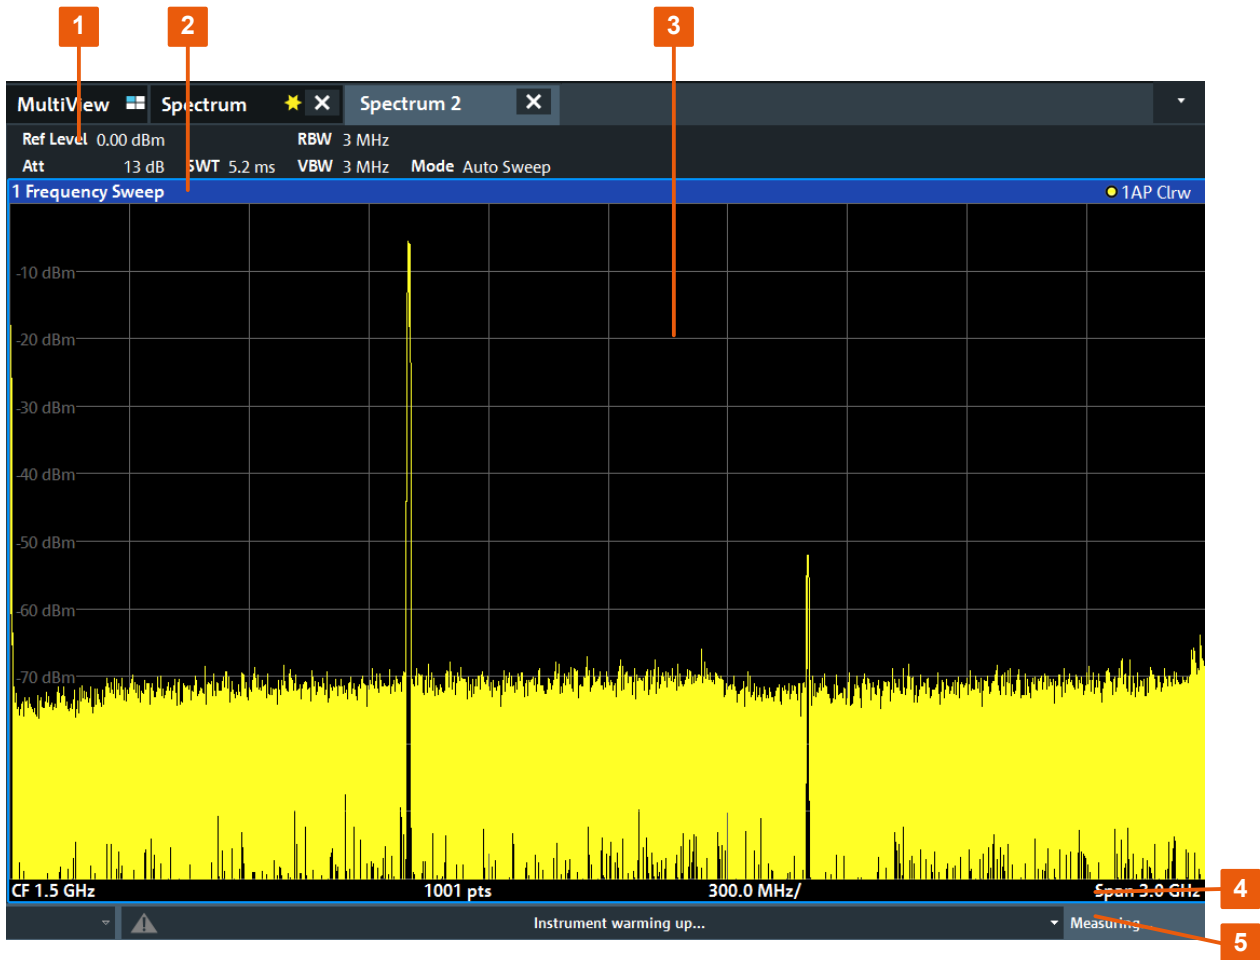 1 2 3
MultiView Spectrum Spectrum 2
Ref Level 0.00 dBm RBW 3 MHz
Att 13 dB SWT 5.2 ms VBW 3 MHz Mode Auto Sweep
1 Frequency Sweep 1AP Clrw
-10 dBm
-20 dBm
-30 dBm
-40 dBm
-50 dBm
-60 dBm
-70 dBm
CF 1.5 GHz 1001 pts 300.0 MHz/ Span 3.0 GHz
4
Instrument warming up... Measuring...
5